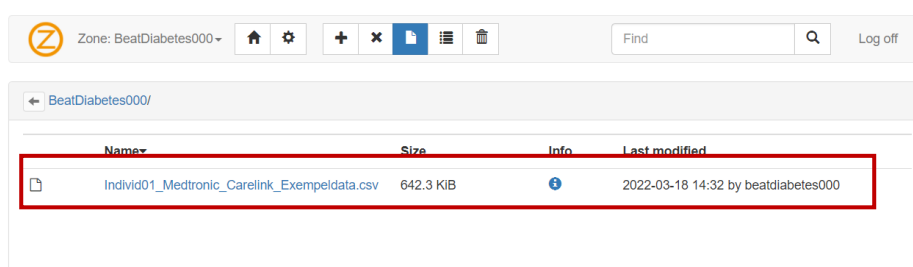 Z Zone: BeatDiabetes000 Find Log off
BeatDiabetes000/
Name Size Info Last modified
Individ01_Medtronic_Carelink_Exempeldata.csv 642.3 KiB 2022-03-18 14:32 by beatdiabetes000